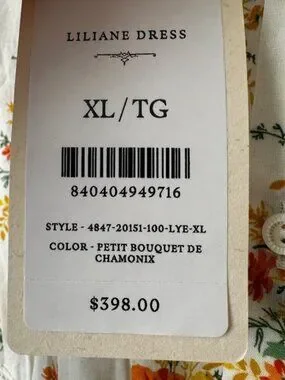 LILIANE DRESS
XL/TG
840404949716
STYLE - 4847-20151-100-LYE-XL
COLOR - PETIT BOUQUET DE
CHAMONIX
$398.00